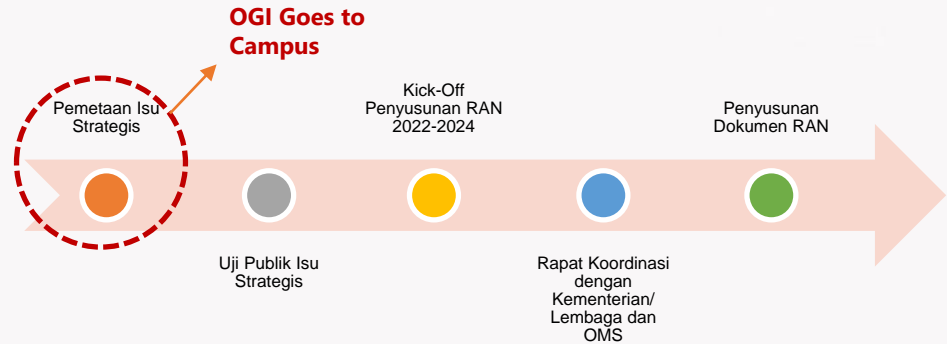 OGI Goes to
Campus
Pemetaan Isu
Strategis
Uji Publik Isu
Strategis
Kick-Off
Penyusunan RAN
2022-2024
Rapat Koordinasi
dengan
Kementerian/
Lembaga dan
OMS
Penyusunan
Dokumen RAN